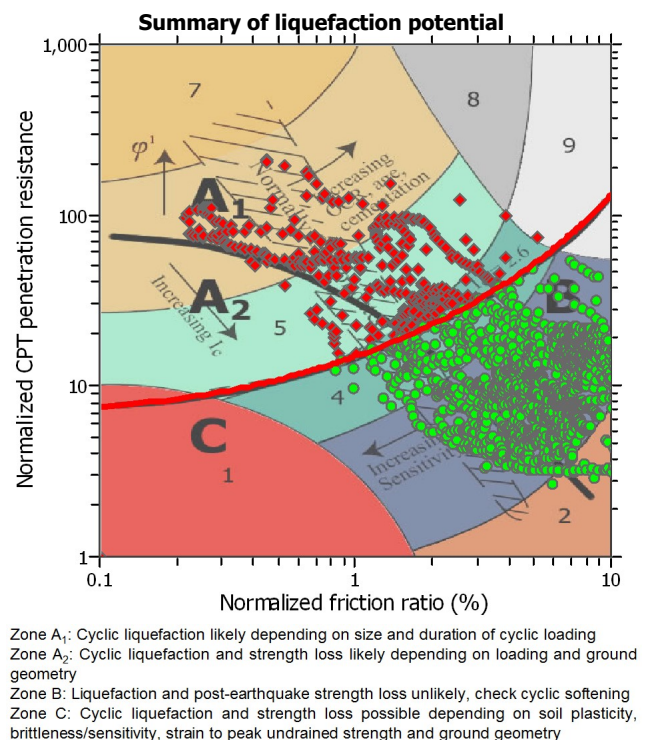 Summary of liquefaction potential
Normalized CPT penetration resistance
1,000
100
10
1
7
8
9
φ¹
A1
Increasing
OCR, age,
cementation
A2
Increasing Ic
5
6
B
4
C
1
Increasing
Sensitivity
2
0.1
1
10
Normalized friction ratio (%)
Zone A1: Cyclic liquefaction likely depending on size and duration of cyclic loading
Zone A2: Cyclic liquefaction and strength loss likely depending on loading and ground
geometry
Zone B: Liquefaction and post-earthquake strength loss unlikely, check cyclic softening
Zone C: Cyclic liquefaction and strength loss possible depending on soil plasticity,
brittleness/sensitivity, strain to peak undrained strength and ground geometry